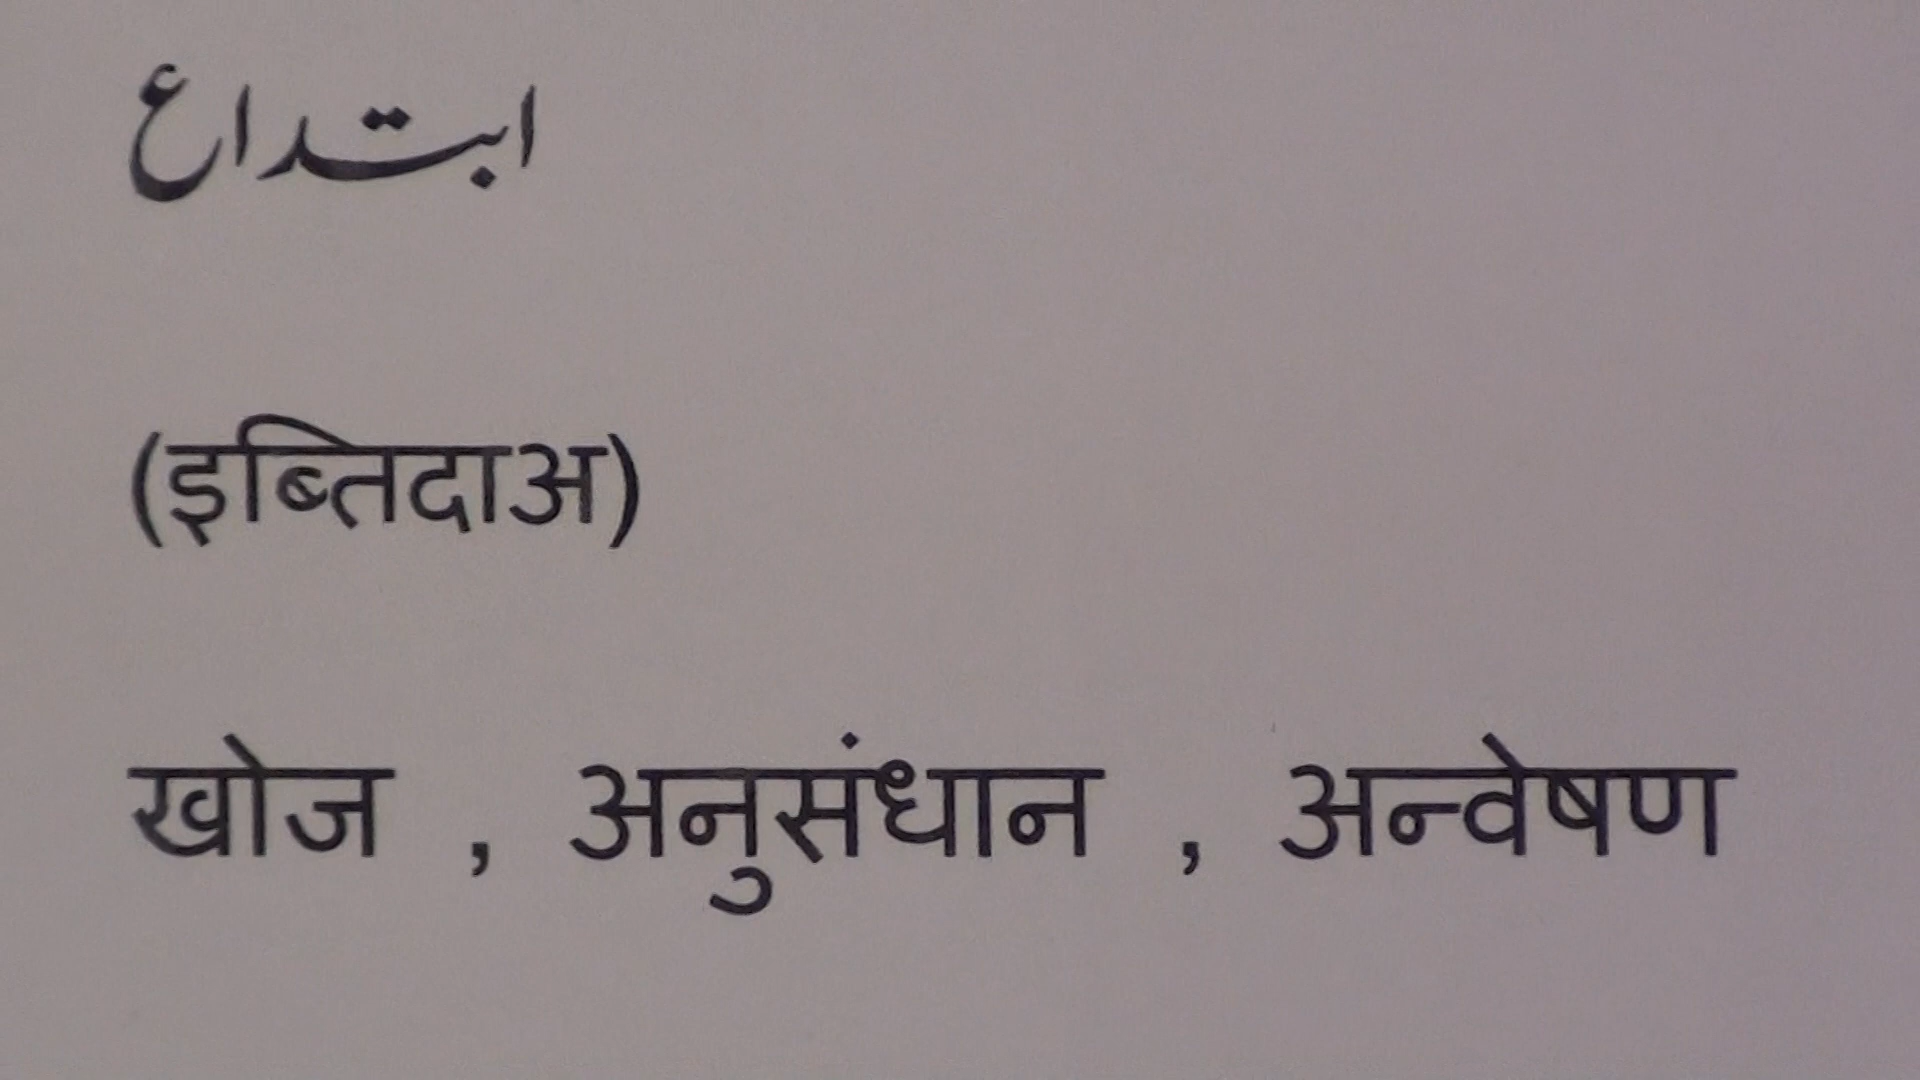 ابتداع
(इब्तिदाअ)
खोज , अनुसंधान , अन्वेषण